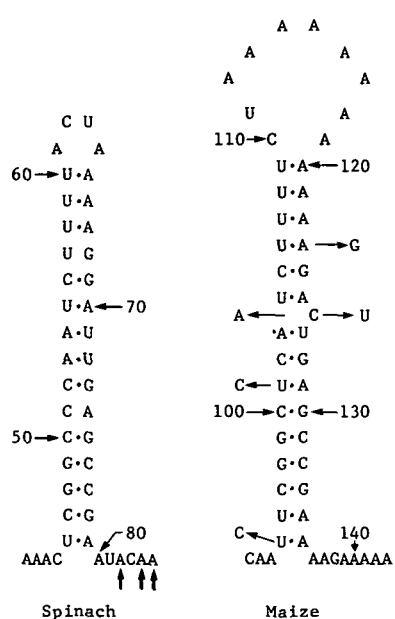 C U
A A
60→U·A
U·A
U·A
U G
C·G
U·A←70
A·U
A·U
C·G
C A
50→C·G
G·C
G·C
C·G
80
U·A
AAAC AUACAA
Spinach
A A
A A
A A
U A
110→C A
U·A←120
U·A
U·A
U·A→G
C·G
U·A
A← C→U
A·U
C·G
C←U·A
100→C·G←130
G·C
G·C
C·G
U·A
C 140
U·A
CAA AAGAAAAA
Maize